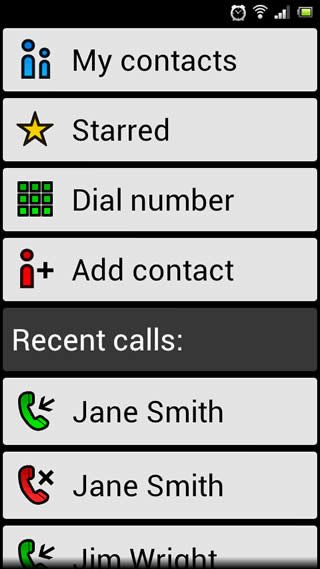 My contacts
Starred
Dial number
Add contact
Recent calls:
Jane Smith
Jane Smith
Jim Wright